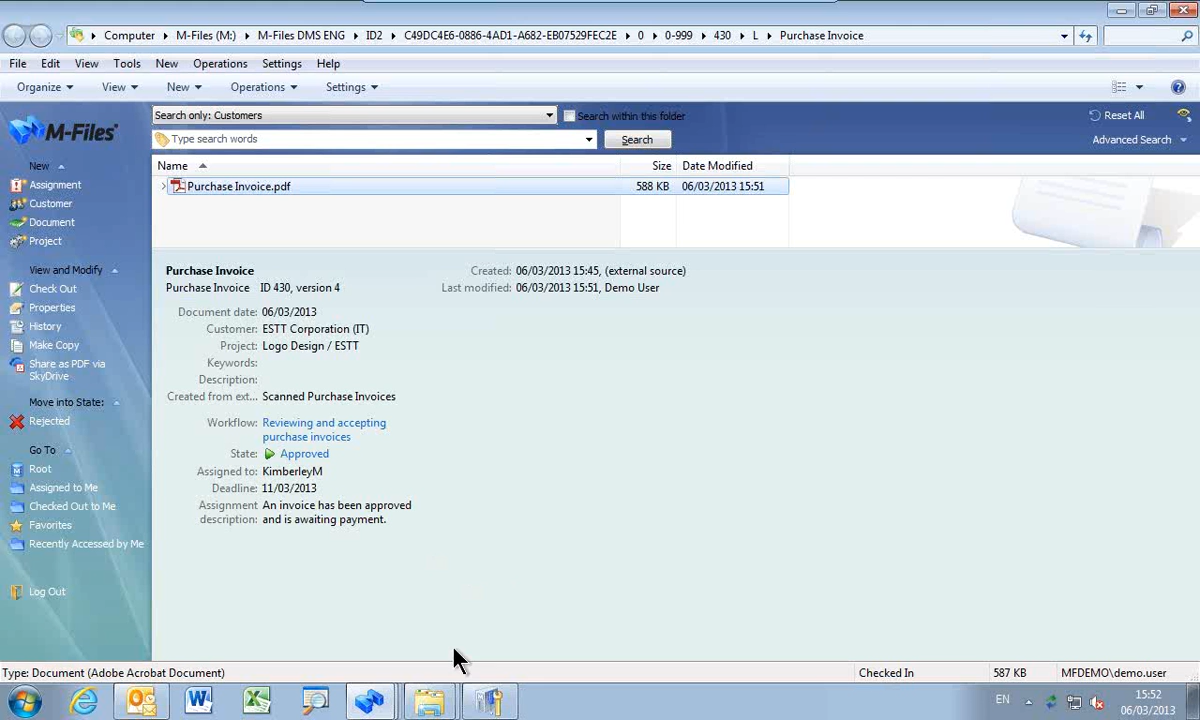 Computer M-Files (M:) M-Files DMS ENG ID2 C49DC4E6-0886-4AD1-A682-EB07529FEC2E 0 0-999 430 L Purchase Invoice
File Edit View Tools New Operations Settings Help
Organize View New Operations Settings
M-Files
Search only: Customers Search within this folder Reset All
Type search words Search Advanced Search
Name Size Date Modified
Purchase Invoice.pdf 588 KB 06/03/2013 15:51
New
Assignment
Customer
Document
Project
View and Modify
Check Out
Properties
History
Make Copy
Share as PDF via
SkyDrive
Move into State:
Rejected
Go To
Root
Assigned to Me
Checked Out to Me
Favorites
Recently Accessed by Me
Log Out
Purchase Invoice Created: 06/03/2013 15:45, (external source)
Purchase Invoice ID 430, version 4 Last modified: 06/03/2013 15:51, Demo User
Document date: 06/03/2013
Customer: ESTT Corporation (IT)
Project: Logo Design / ESTT
Keywords:
Description:
Created from ext... Scanned Purchase Invoices
Workflow: Reviewing and accepting
purchase invoices
State: Approved
Assigned to: KimberleyM
Deadline: 11/03/2013
Assignment An invoice has been approved
description: and is awaiting payment.
Type: Document (Adobe Acrobat Document) Checked In 587 KB MFDEMO\demo.user
EN 15:52
06/03/2013